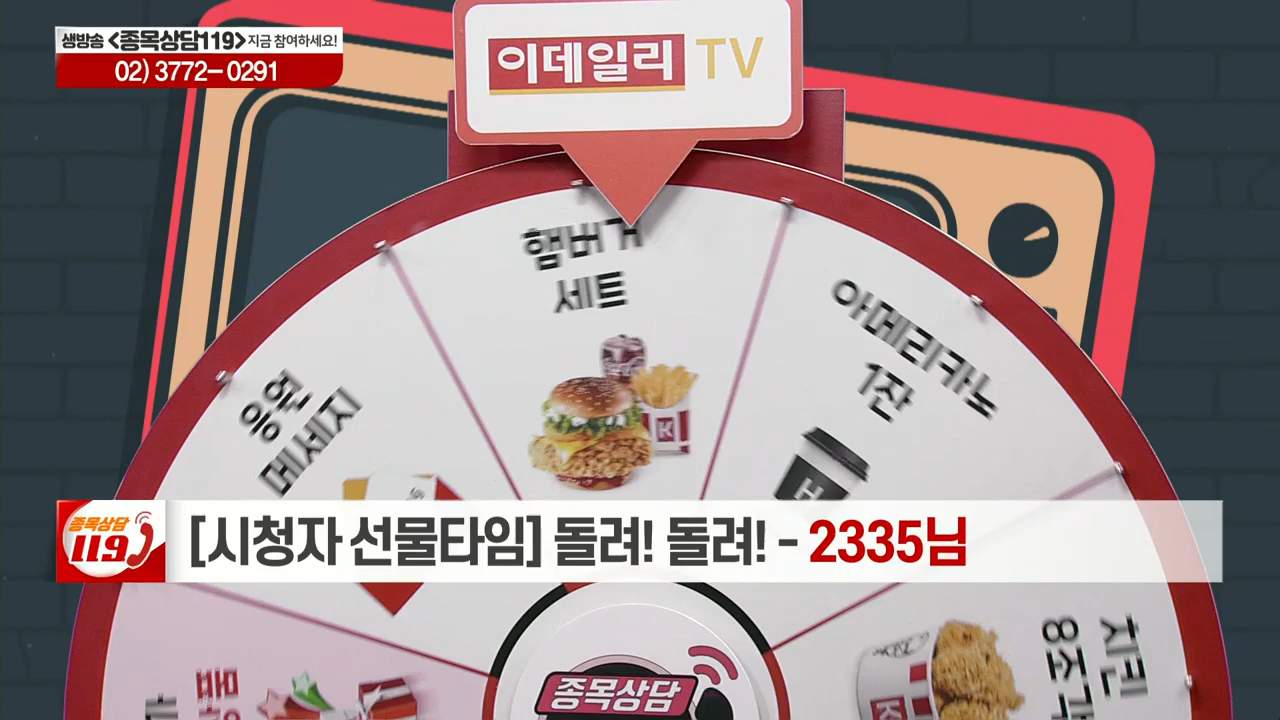 생방송 <종목상담119> 지금 참여하세요!
02) 3772-0291
이데일리 TV
햄버거
세트
아메리카노
1잔
응원
메세지
종목상담
119
[시청자 선물타임] 돌려! 돌려! - 2335님
치킨
8조각
종목상담